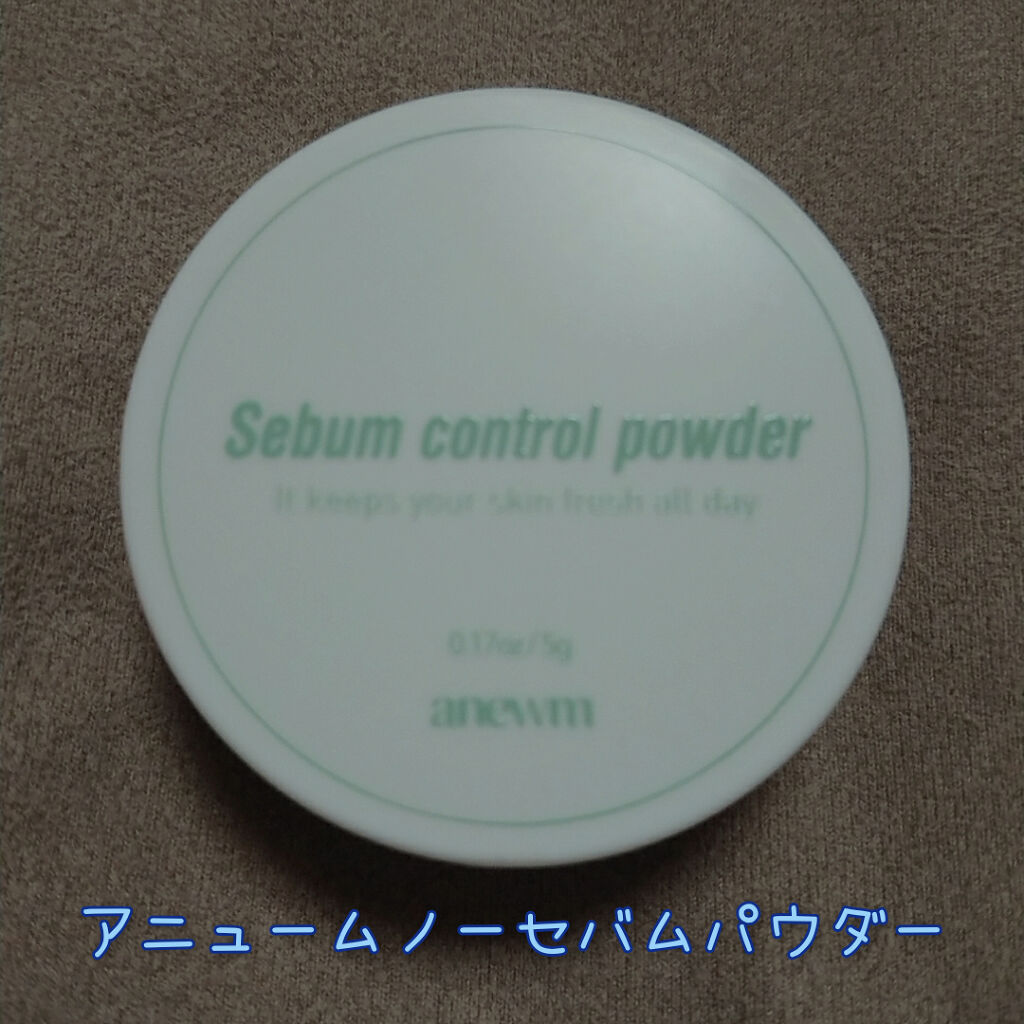 Sebum control powder
It keeps your skin fresh all day
0.17oz/5g
anewm
アニュームノーセバムパウダー